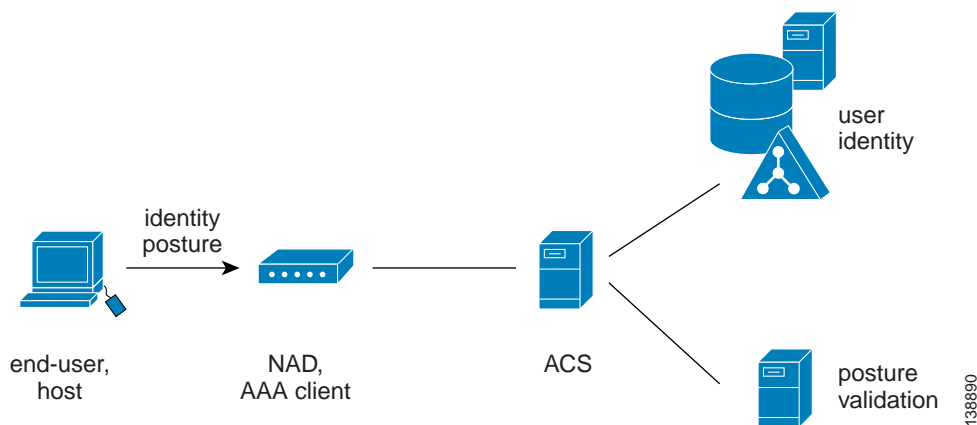 user
identity
identity
posture
end-user,
host
NAD,
AAA client
ACS
posture
validation
138890